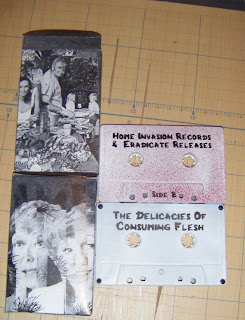 Home Invasion Records
& Eradicate Releases
Side B
The Delicacies Of
Consuming Flesh